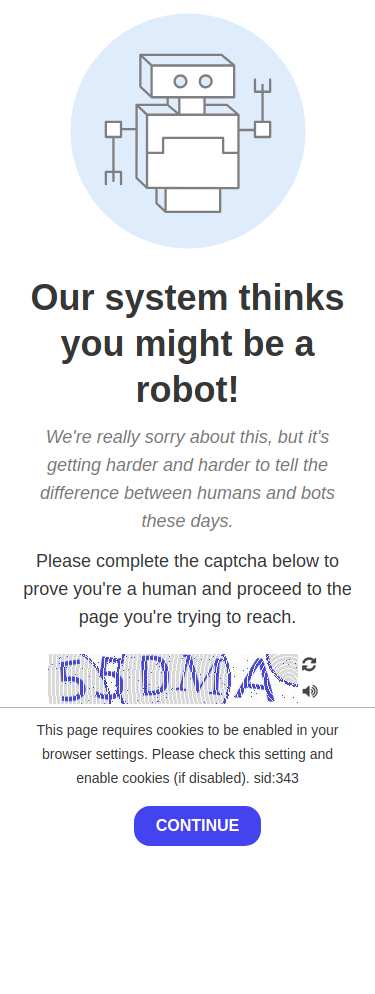 Our system thinks
you might be a
robot!
We're really sorry about this, but it's
getting harder and harder to tell the
difference between humans and bots
these days.
Please complete the captcha below to
prove you're a human and proceed to the
page you're trying to reach.
This page requires cookies to be enabled in your
browser settings. Please check this setting and
enable cookies (if disabled). sid:343
CONTINUE